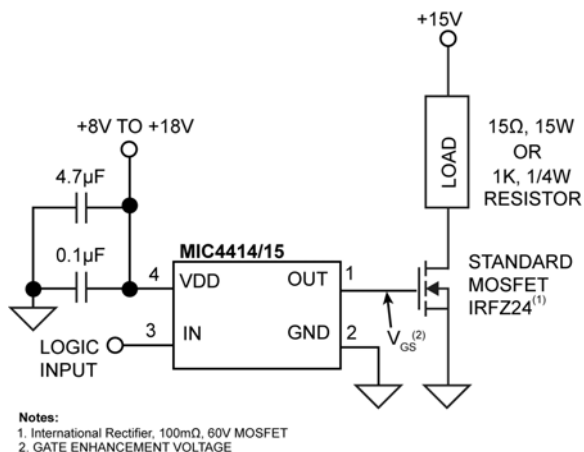 +15V
+8V TO +18V
4.7µF
0.1µF
LOAD
15Ω, 15W
OR
1K, 1/4W
RESISTOR
MIC4414/15
4
VDD
OUT
1
3
IN
GND
2
LOGIC
INPUT
VGS(2)
STANDARD
MOSFET
IRFZ24(1)
Notes:
1. International Rectifier, 100mΩ, 60V MOSFET
2. GATE ENHANCEMENT VOLTAGE